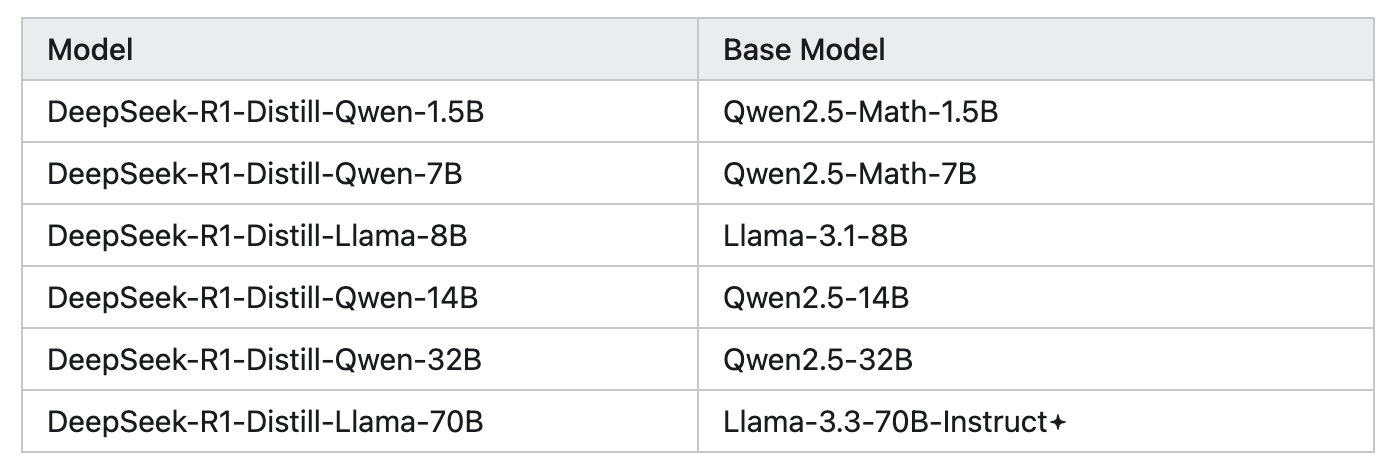 Model Base Model
DeepSeek-R1-Distill-Qwen-1.5B Qwen2.5-Math-1.5B
DeepSeek-R1-Distill-Qwen-7B Qwen2.5-Math-7B
DeepSeek-R1-Distill-Llama-8B Llama-3.1-8B
DeepSeek-R1-Distill-Qwen-14B Qwen2.5-14B
DeepSeek-R1-Distill-Qwen-32B Qwen2.5-32B
DeepSeek-R1-Distill-Llama-70B Llama-3.3-70B-Instruct✦